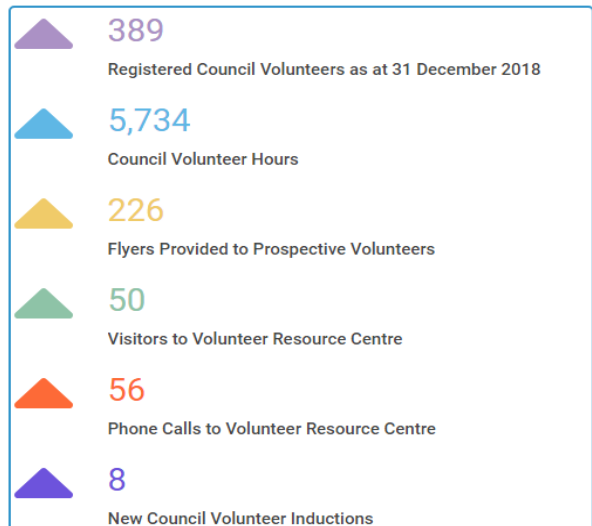 389
Registered Council Volunteers as at 31 December 2018
5,734
Council Volunteer Hours
226
Flyers Provided to Prospective Volunteers
50
Visitors to Volunteer Resource Centre
56
Phone Calls to Volunteer Resource Centre
8
New Council Volunteer Inductions